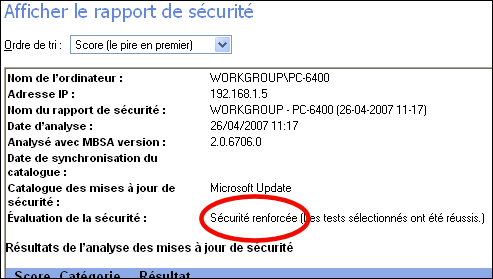 Afficher le rapport de sécurité
Ordre de tri : Score (le pire en premier)
Nom de l'ordinateur : WORKGROUP\PC-6400
Adresse IP : 192.168.1.5
Nom du rapport de sécurité : WORKGROUP - PC-6400 (26-04-2007 11-17)
Date d'analyse : 26/04/2007 11:17
Analysé avec MBSA version : 2.0.6706.0
Date de synchronisation du
catalogue :
Catalogue des mises à jour de Microsoft Update
sécurité :
Évaluation de la sécurité : Sécurité renforcée (Les tests sélectionnés ont été réussis.)
Résultats de l'analyse des mises à jour de sécurité
Score Catégorie Résultat